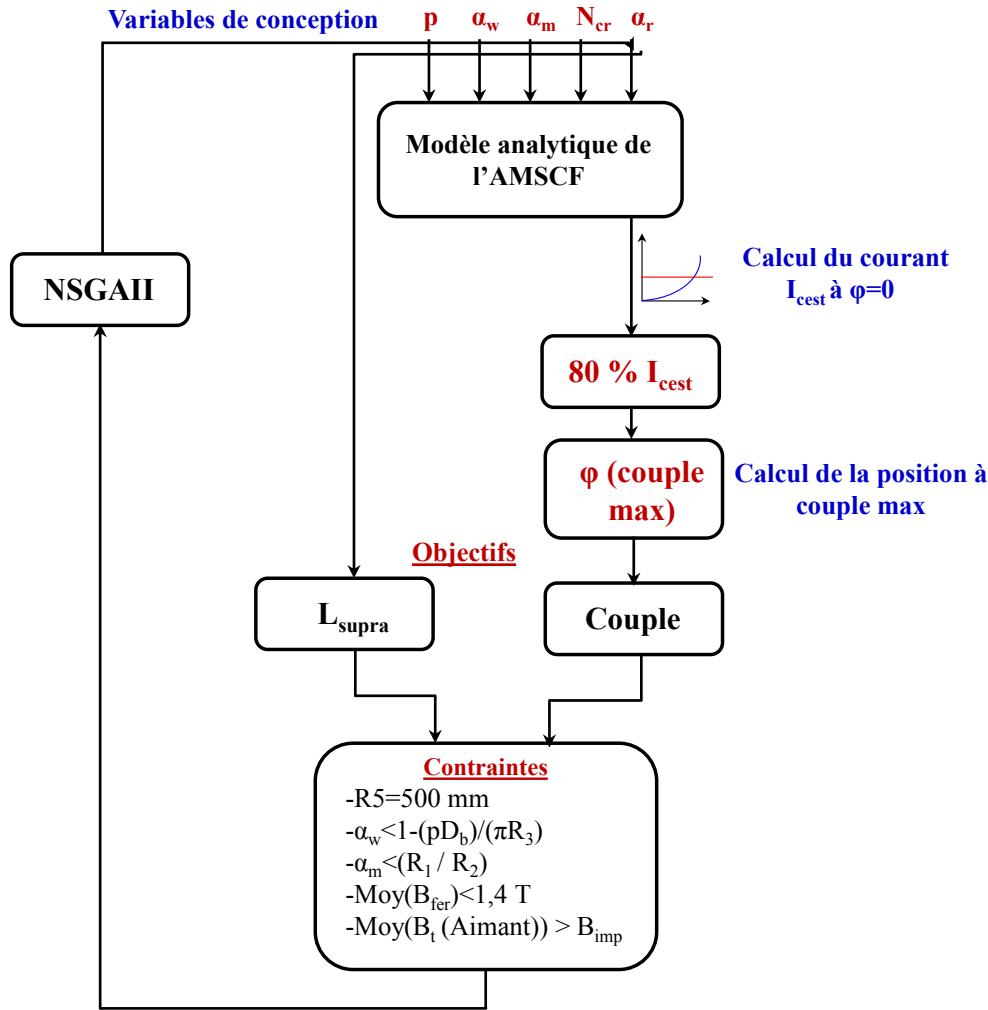 Variables de conception
p α_w α_m N_cr α_r
Modèle analytique de
l’AMSCF
NSGAII
Calcul du courant
I_cest à φ=0
80 % I_cest
φ (couple
max)
Calcul de la position à
couple max
Objectifs
L_supra
Couple
Contraintes
-R5=500 mm
-α_w<1-(pD_b)/(πR_3)
-α_m<(R_1 / R_2)
-Moy(B_fer)<1,4 T
-Moy(B_t (Aimant)) > B_imp